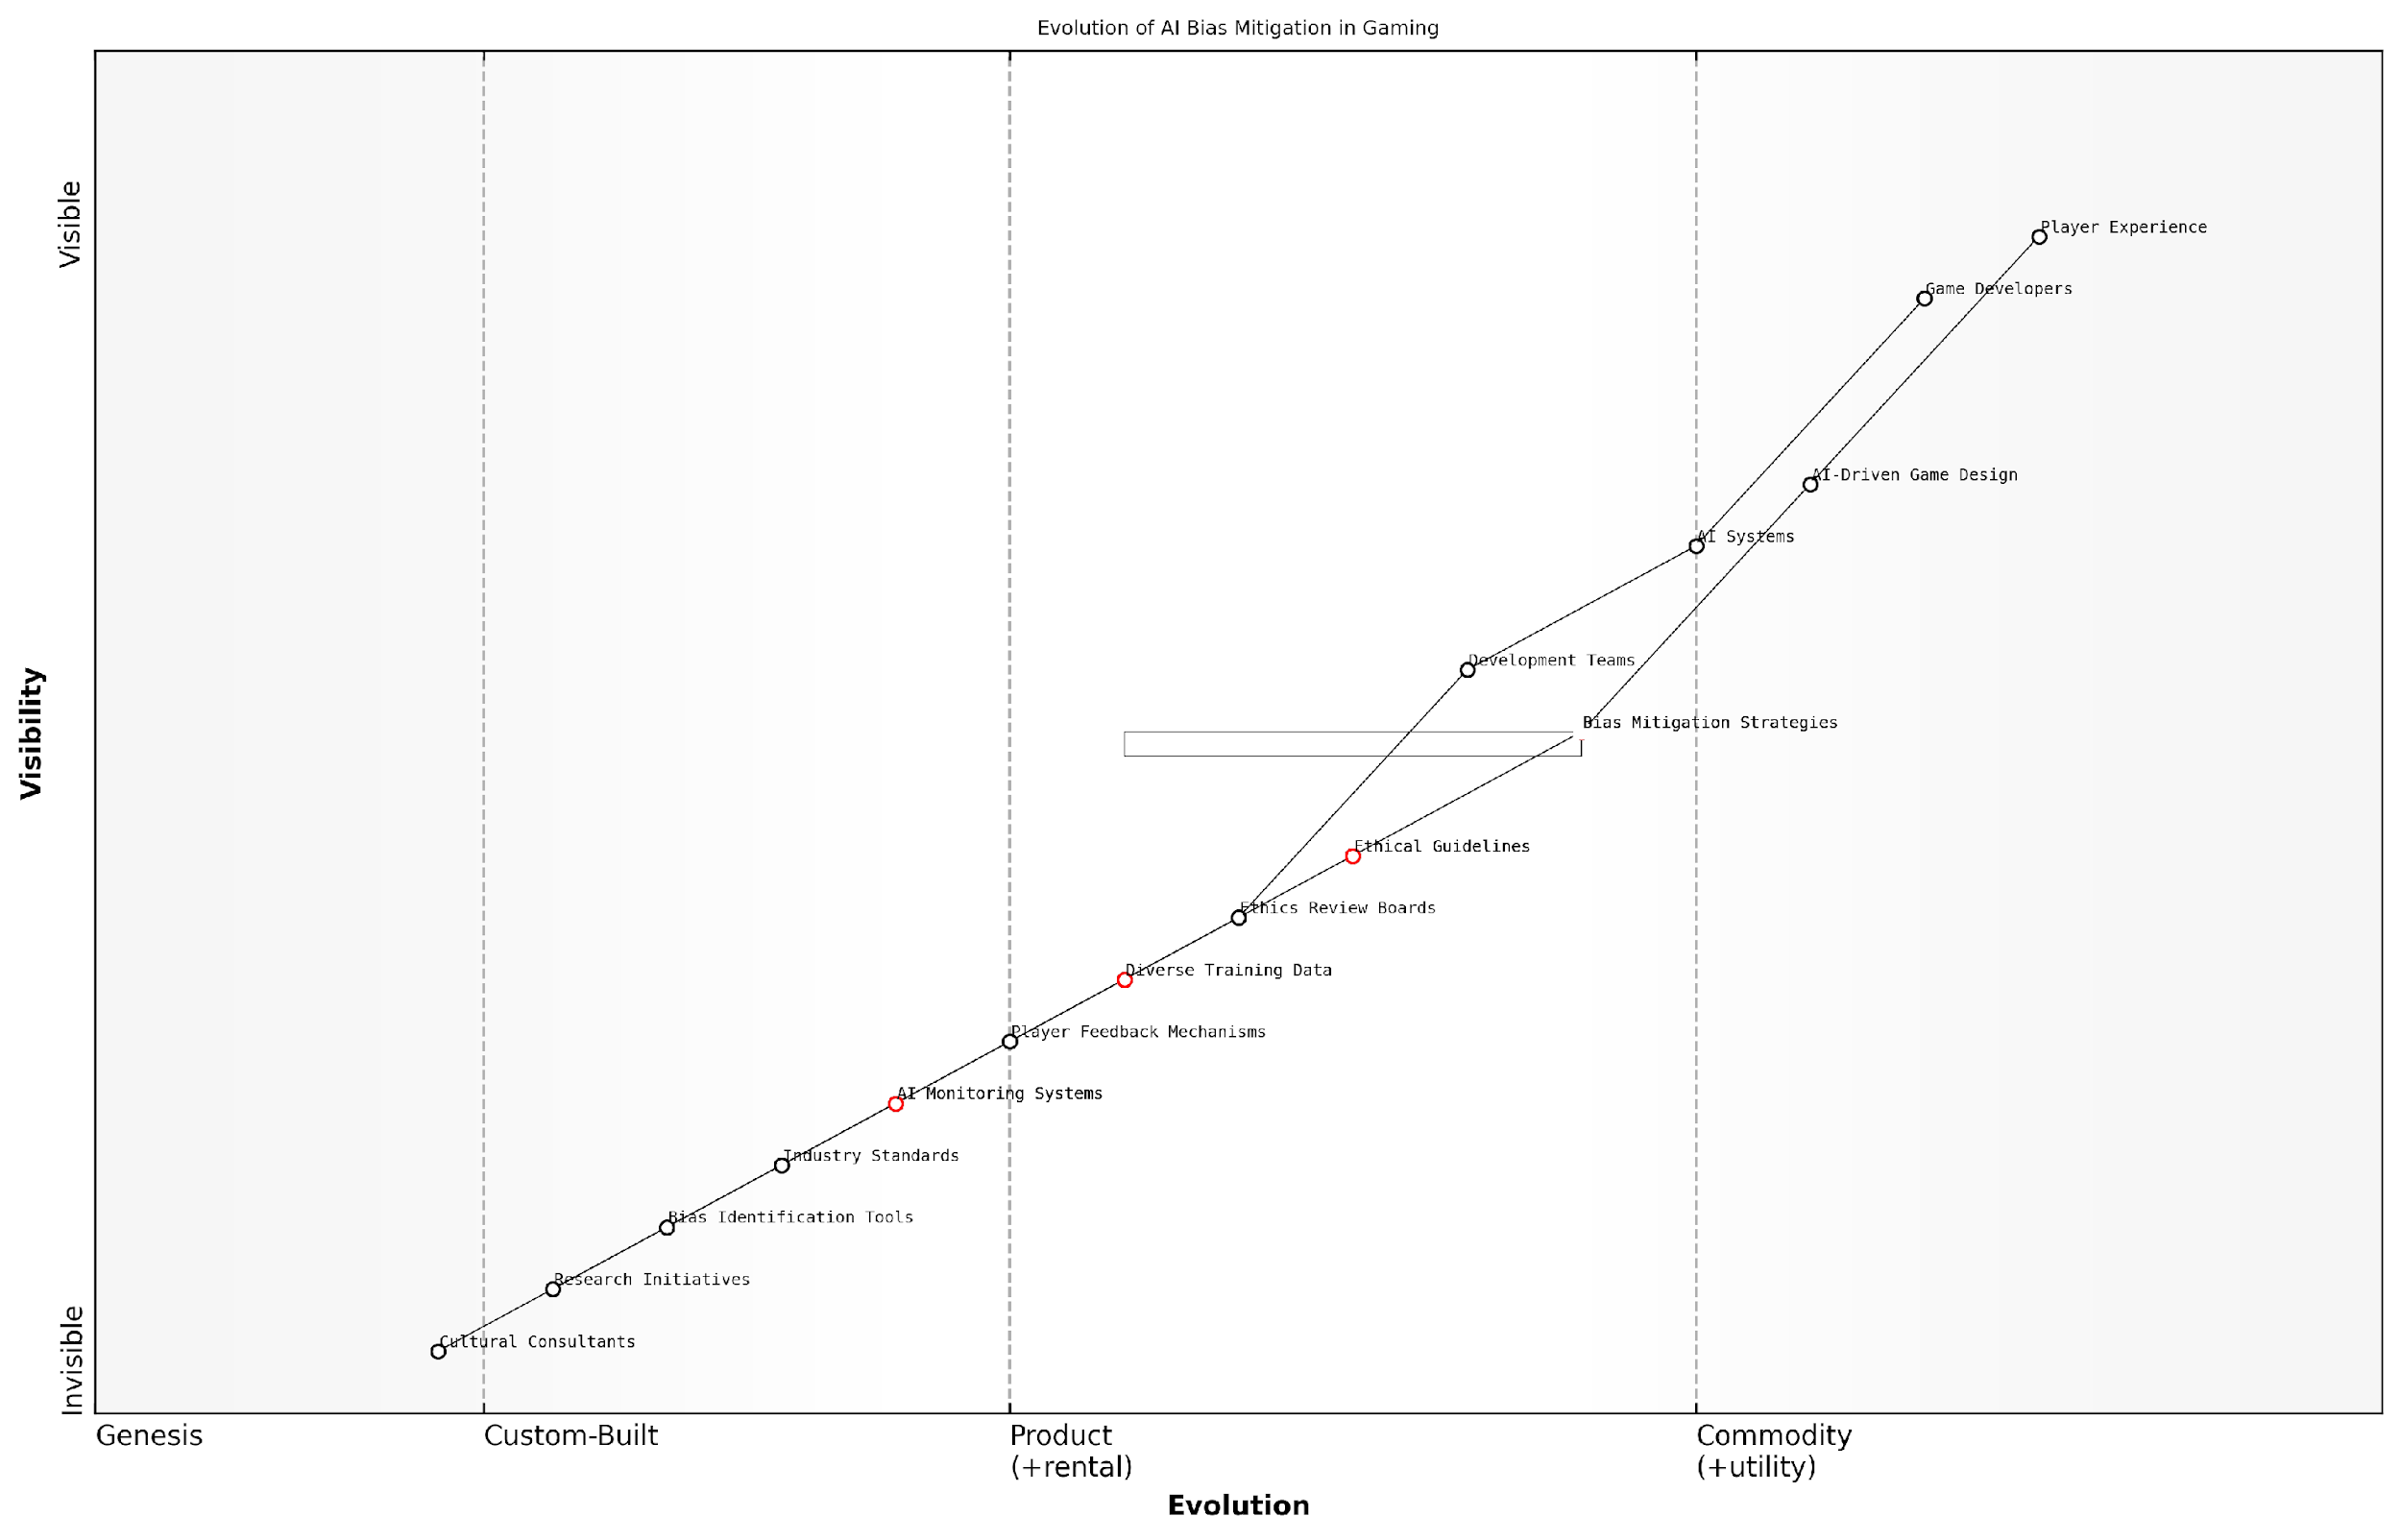 Evolution of AI Bias Mitigation in Gaming
Visible
Player Experience
Game Developers
AI-Driven Game Design
AI Systems
Development Teams
Bias Mitigation Strategies
Visibility
Ethical Guidelines
Ethics Review Boards
Diverse Training Data
Player Feedback Mechanisms
AI Monitoring Systems
Industry Standards
Bias Identification Tools
Research Initiatives
Cultural Consultants
Invisible
Genesis
Custom-Built
Product
(+rental)
Commodity
(+utility)
Evolution